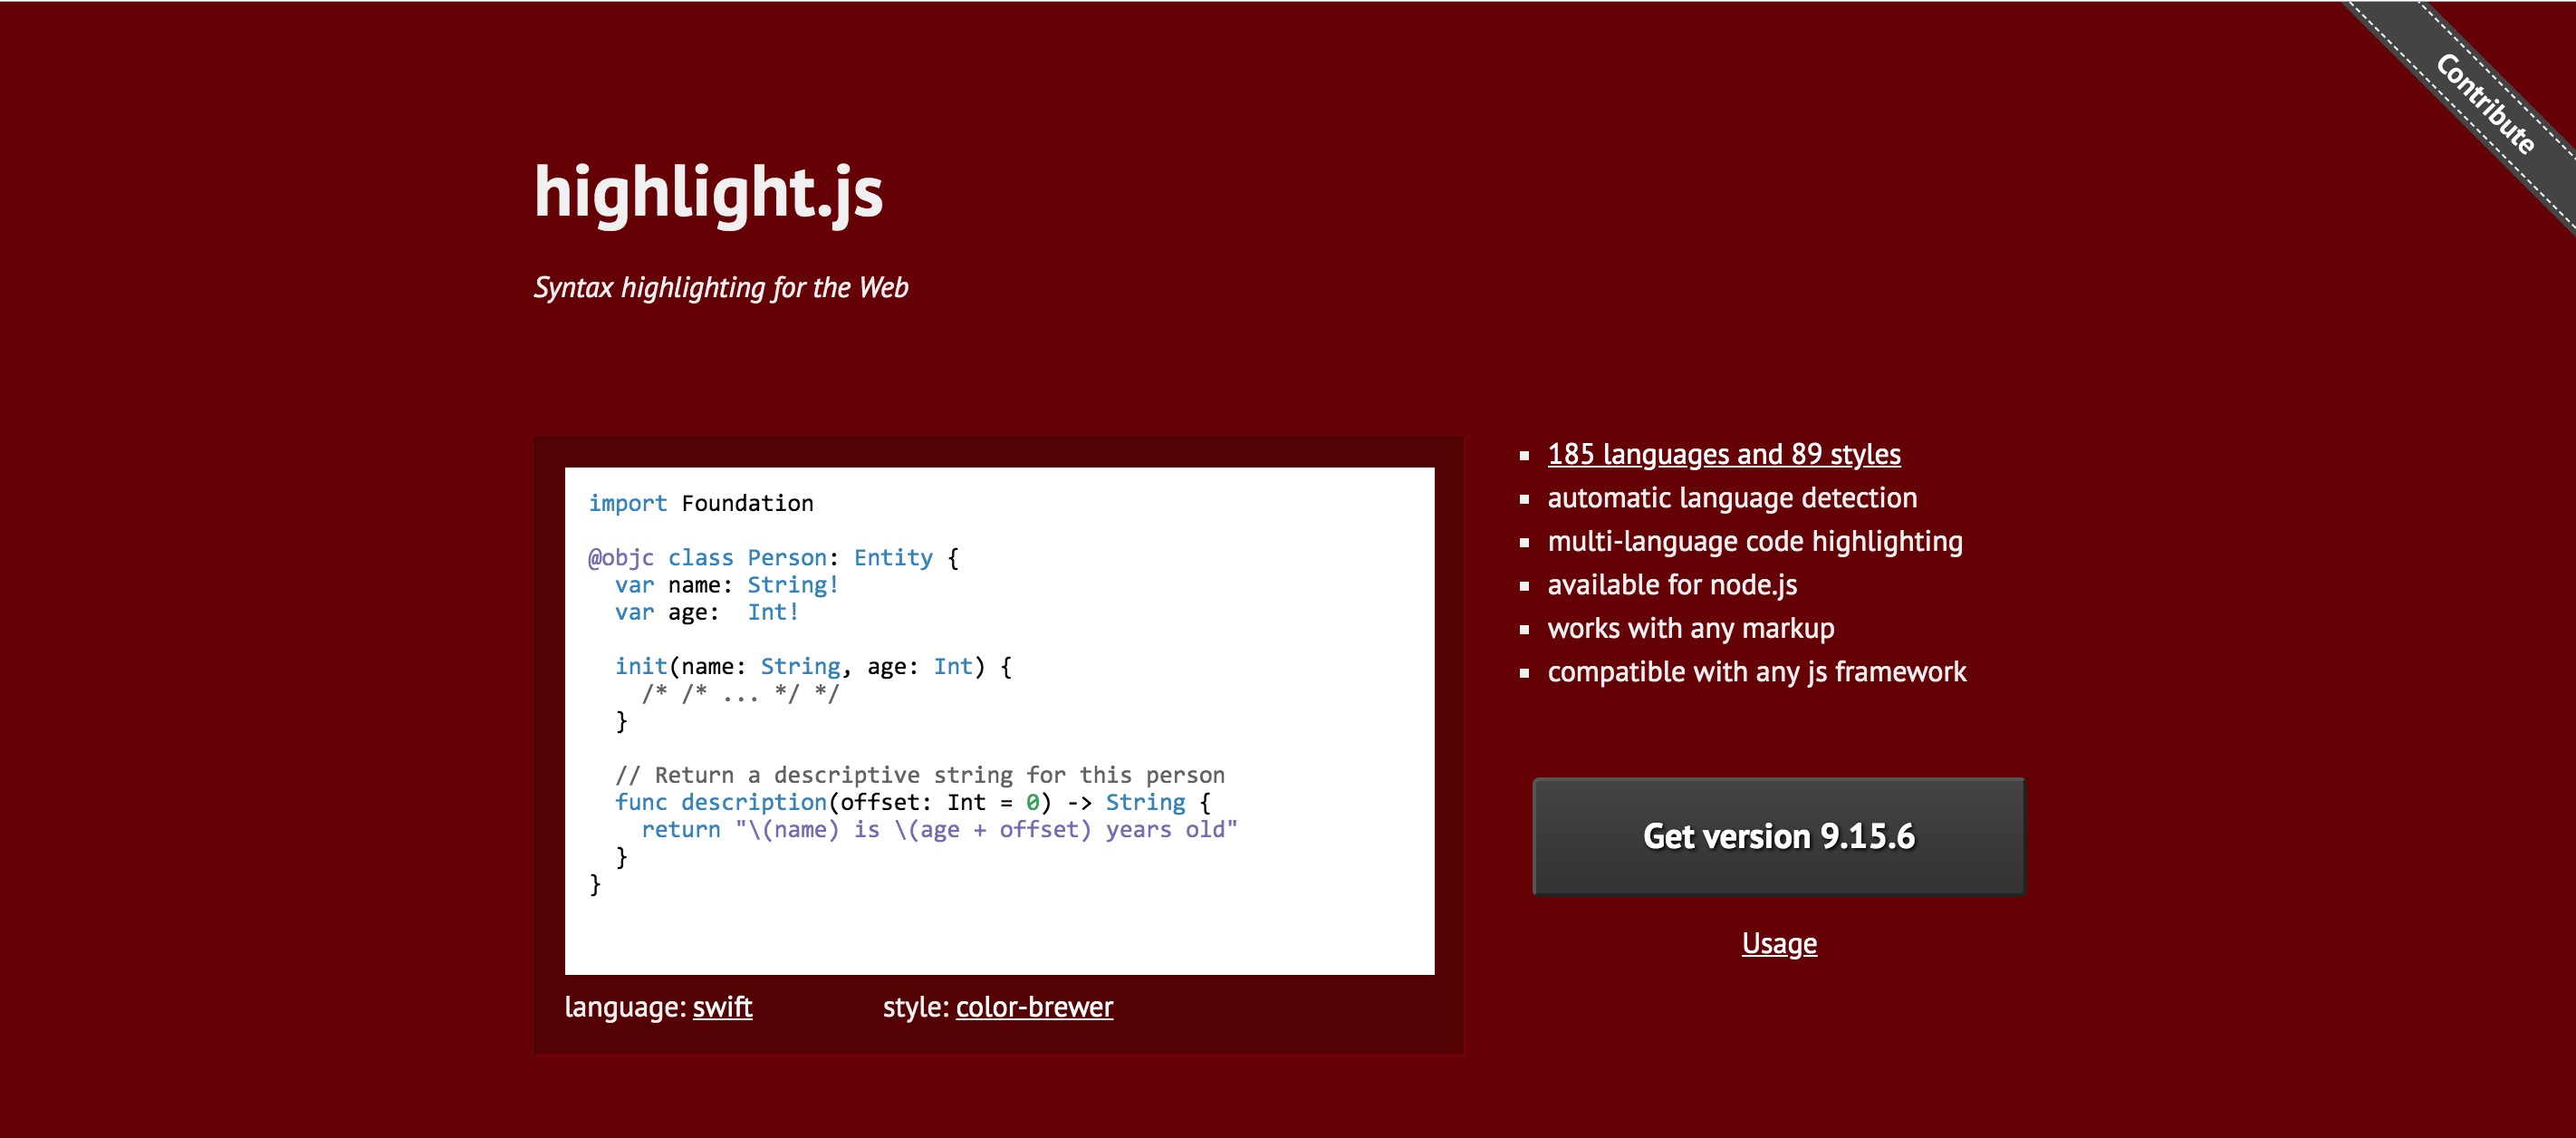 Contribute
highlight.js
Syntax highlighting for the Web
import Foundation
@objc class Person: Entity {
  var name: String!
  var age:  Int!
  init(name: String, age: Int) {
    /* /* ... */ */
  }
  // Return a descriptive string for this person
  func description(offset: Int = 0) -> String {
    return "\(name) is \(age + offset) years old"
  }
}
language: swift style: color-brewer
185 languages and 89 styles
automatic language detection
multi-language code highlighting
available for node.js
works with any markup
compatible with any js framework
Get version 9.15.6
Usage